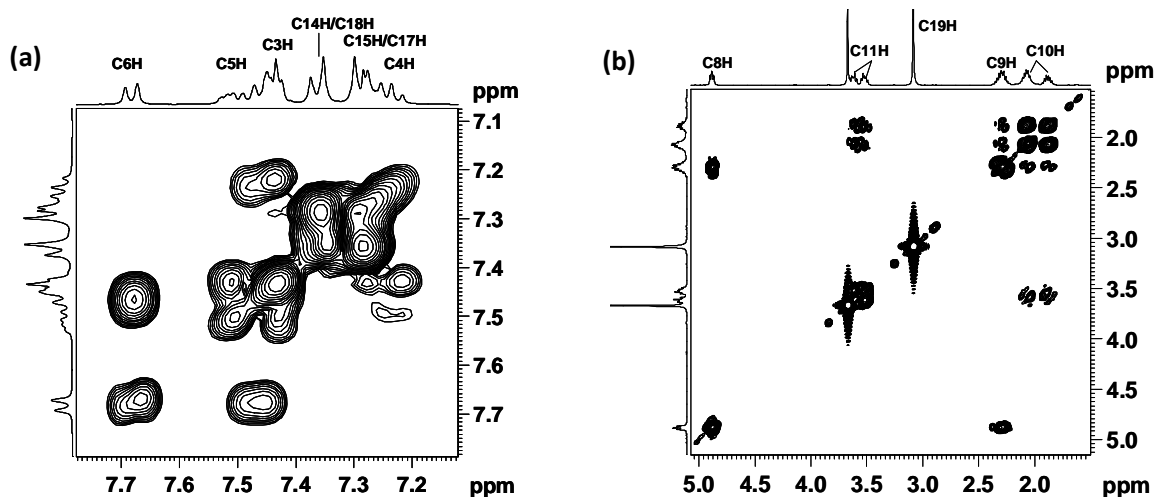 (a)
C14H/C18H
C6H
C5H
C3H
C15H/C17H
C4H
ppm
7.1
7.2
7.3
7.4
7.5
7.6
7.7
7.7 7.6 7.5 7.4 7.3 7.2 ppm
(b)
C19H
C8H
C11H
C9H
C10H
ppm
2.0
2.5
3.0
3.5
4.0
4.5
5.0
5.0 4.5 4.0 3.5 3.0 2.5 2.0 ppm